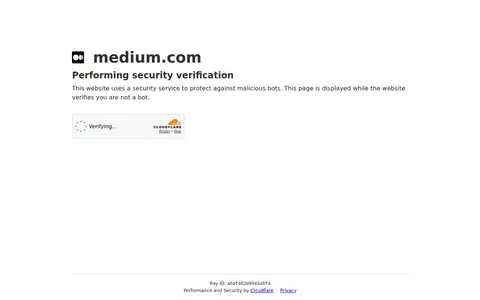 medium.com
Performing security verification
This website uses a security service to protect against malicious bots. This page is displayed while the website
verifies you are not a bot.
Verifying...
CLOUDFLARE
Privacy • Help
Performance and Security by Cloudflare Privacy